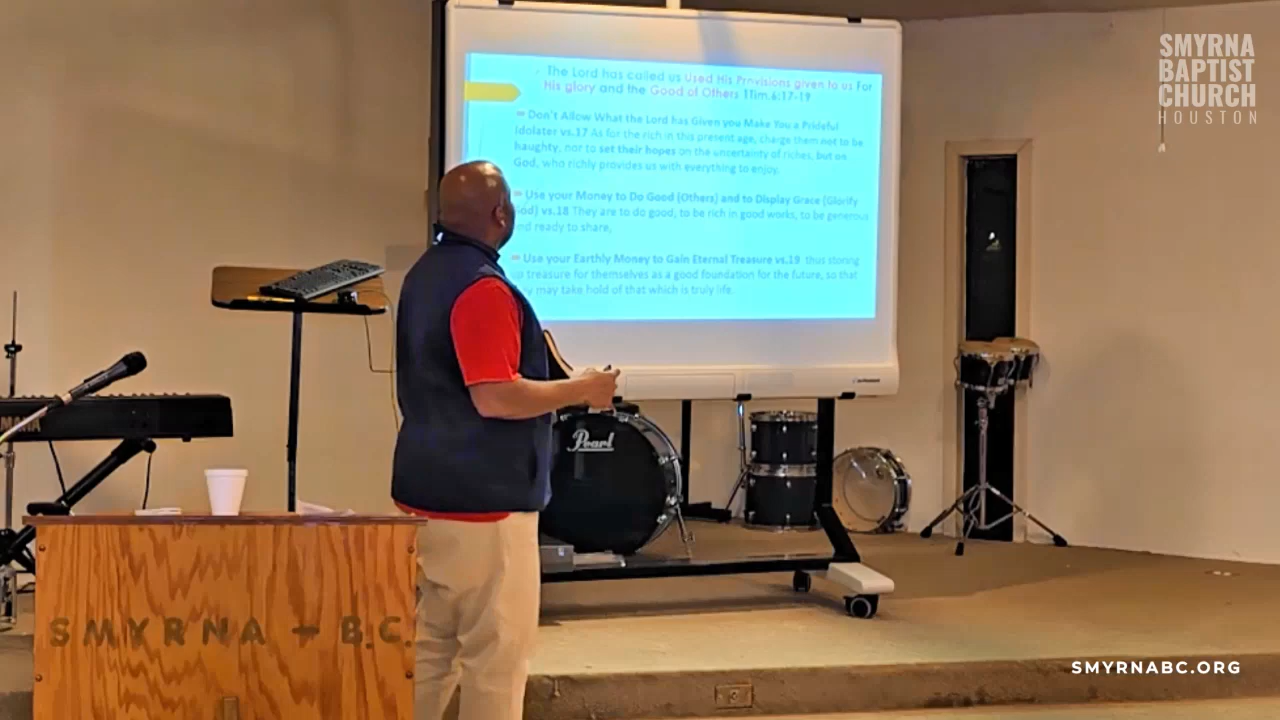 SMYRNA
BAPTIST
CHURCH
HOUSTON
The Lord has called us Used His Provisions given to us For
His glory and the Good of Others 1Tim.6:17-19
Don't Allow What the Lord has Given you Make You a Prideful
Idolater vs.17 As for the rich in this present age, charge them not to be
haughty, nor to set their hopes on the uncertainty of riches, but on
God, who richly provides us with everything to enjoy.
Use your Money to Do Good (Others) and to Display Grace (Glorify
God) vs.18 They are to do good, to be rich in good works, to be generous
and ready to share,
Use your Earthly Money to Gain Eternal Treasure vs.19 thus storing
up treasure for themselves as a good foundation for the future, so that
may take hold of that which is truly life.
YAMAHA
Pearl
SMYRNA - B.C.
SMYRNABC.ORG